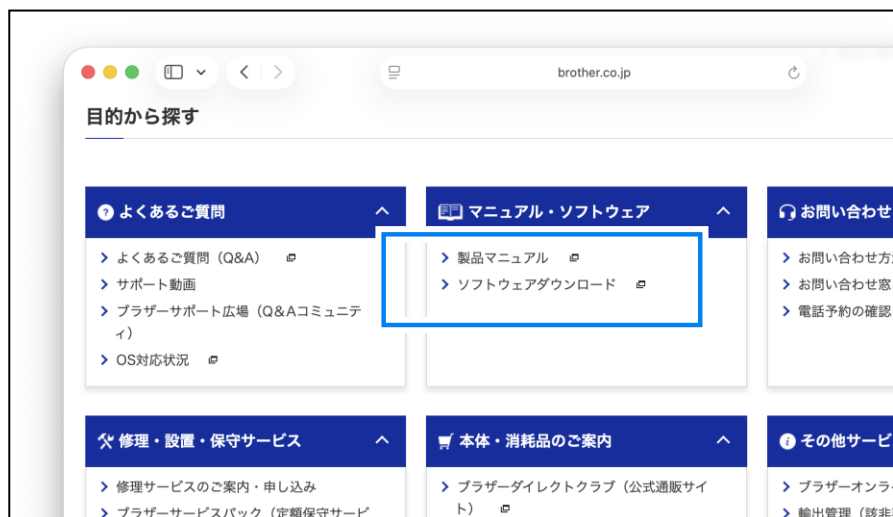 brother.co.jp
目的から探す
よくあるご質問
よくあるご質問（Q&A）
サポート動画
ブラザーサポート広場（Q&Aコミュニテ
ィ）
OS対応状況
マニュアル・ソフトウェア
製品マニュアル
ソフトウェアダウンロード
お問い合わせ
お問い合わせ方
お問い合わせ窓
電話予約の確認
修理・設置・保守サービス
修理サービスのご案内・申し込み
ブラザーサービスパック（定額保守サービ
本体・消耗品のご案内
ブラザーダイレクトクラブ（公式通販サイ
ト）
その他サービ
ブラザーオンラ
輸出管理（該非